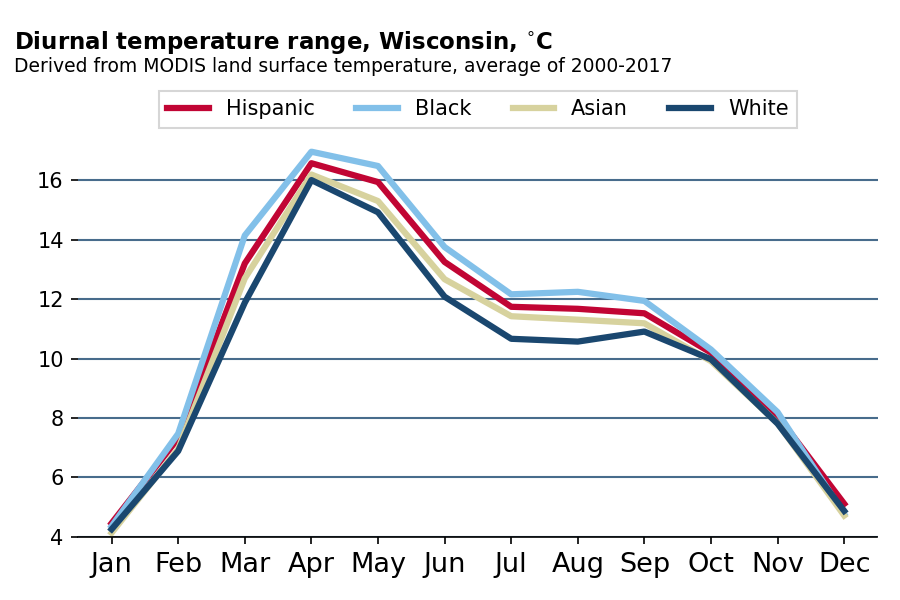 Diurnal temperature range, Wisconsin, °C
Derived from MODIS land surface temperature, average of 2000-2017
Hispanic Black Asian White
16
14
12
10
8
6
4
Jan Feb Mar Apr May Jun Jul Aug Sep Oct Nov Dec